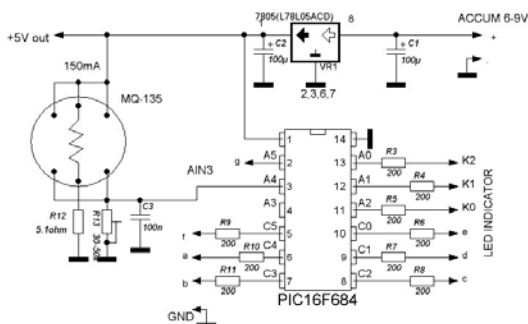 7805(L78L05ACD)
ACCUM 6-9V
+5V out
1
8
+
+ C2
100µ
VR1
+ C1
100µ
-
2,3,6,7
150mA
MQ-135
AIN3
R12
5.1ohm
R13
C3
100n
1
14
g
A5
2
13
A0
R3
200
K2
A4
3
12
A1
R4
200
K1
A3
4
11
A2
R5
200
K0
f
R9
200
C5
5
10
C0
R6
200
e
a
R10
200
C4
6
9
C1
R7
200
d
b
R11
200
C3
7
8
C2
R8
200
c
LED INDICATOR
PIC16F684
GND